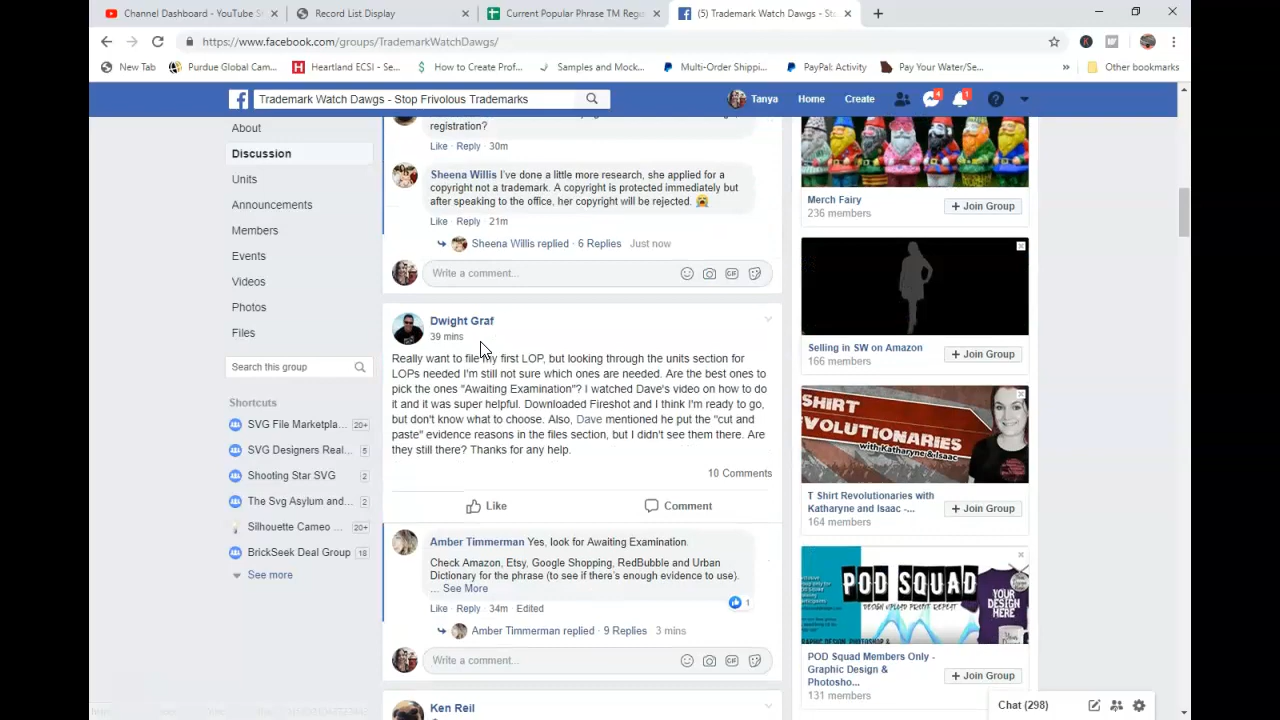 Channel Dashboard - YouTube St
Record List Display
Current Popular Phrase TM Regi
(5) Trademark Watch Dawgs - Sto
https://www.facebook.com/groups/TrademarkWatchDawgs/
New Tab
Purdue Global Cam...
Heartland ECSI - Se...
How to Create Prof...
Samples and Mock...
Multi-Order Shippi...
PayPal: Activity
Pay Your Water/Se...
»
Other bookmarks
Trademark Watch Dawgs - Stop Frivolous Trademarks
Tanya
Home
Create
4
1
About
Discussion
Units
Announcements
Members
Events
Videos
Photos
Files
Search this group
Shortcuts
SVG File Marketpla... 20+
SVG Designers Real... 5
Shooting Star SVG 2
The Svg Asylum and... 2
Silhouette Cameo ... 20+
BrickSeek Deal Group 18
See more
registration?
Like · Reply · 30m
Sheena Willis I've done a little more research, she applied for
a copyright not a trademark. A copyright is protected immediately but
after speaking to the office, her copyright will be rejected. 😭
Like · Reply · 21m
Sheena Willis replied · 6 Replies Just now
Write a comment...
GIF
Dwight Graf
39 mins
Really want to file my first LOP, but looking through the units section for
LOPs needed I'm still not sure which ones are needed. Are the best ones to
pick the ones "Awaiting Examination"? I watched Dave's video on how to do
it and it was super helpful. Downloaded Fireshot and I think I'm ready to go,
but don't know what to choose. Also, Dave mentioned he put the "cut and
paste" evidence reasons in the files section, but I didn't see them there. Are
they still there? Thanks for any help.
10 Comments
Like
Comment
Amber Timmerman Yes, look for Awaiting Examination.
Check Amazon, Etsy, Google Shopping, RedBubble and Urban
Dictionary for the phrase (to see if there's enough evidence to use).
... See More
1
Like · Reply · 34m · Edited
Amber Timmerman replied · 9 Replies 3 mins
Write a comment...
GIF
Ken Reil
Merch Fairy
236 members
+ Join Group
Selling in SW on Amazon
166 members
+ Join Group
SHIRT
VOLUTIONARIES
with Katharyne and Isaac
T Shirt Revolutionaries with
Katharyne and Isaac -...
164 members
+ Join Group
POD SQUAD
DESIGN UPLOAD PROFIT REPEAT
YOUR
DESIGN
HERE
POD Squad Members Only -
Graphic Design &
Photosho...
131 members
+ Join Group
Chat (298)